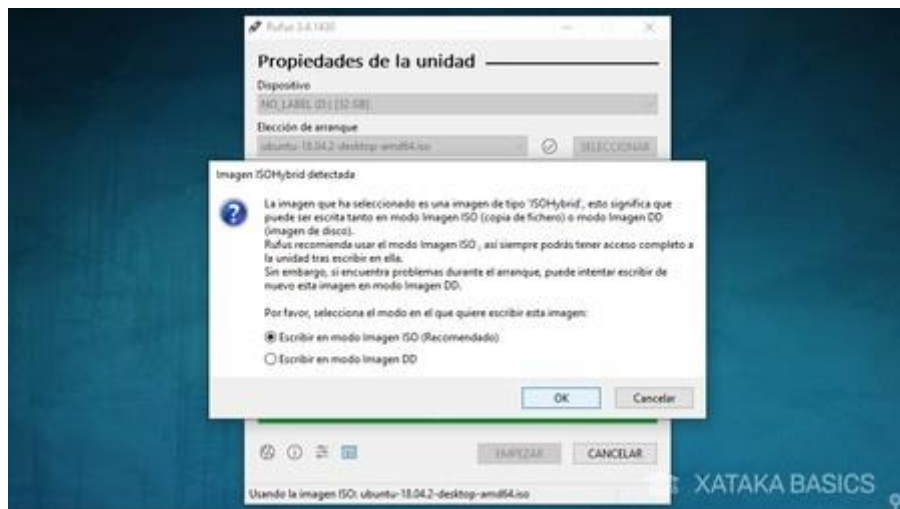 Rufus 3.4.1430
Propiedades de la unidad
Dispositivo
NO_LABEL (D:) [32 GB]
Elección de arranque
ubuntu-18.04.2-desktop-amd64.iso
SELECCIONAR
Imagen ISOHybrid detectada
La imagen que ha seleccionado es una imagen de tipo 'ISOHybrid', esto significa que
puede ser escrita tanto en modo Imagen ISO (copia de fichero) o modo Imagen DD
(imagen de disco).
Rufus recomienda usar el modo Imagen ISO , así siempre podrás tener acceso completo a
la unidad tras escribir en ella.
Sin embargo, si encuentra problemas durante el arranque, puede intentar escribir de
nuevo esta imagen en modo Imagen DD.
Por favor, selecciona el modo en el que quiere escribir esta imagen:
Escribir en modo Imagen ISO (Recomendado)
Escribir en modo Imagen DD
OK
Cancelar
EMPEZAR
CANCELAR
Usando la imagen ISO: ubuntu-18.04.2-desktop-amd64.iso
XATAKA BASICS